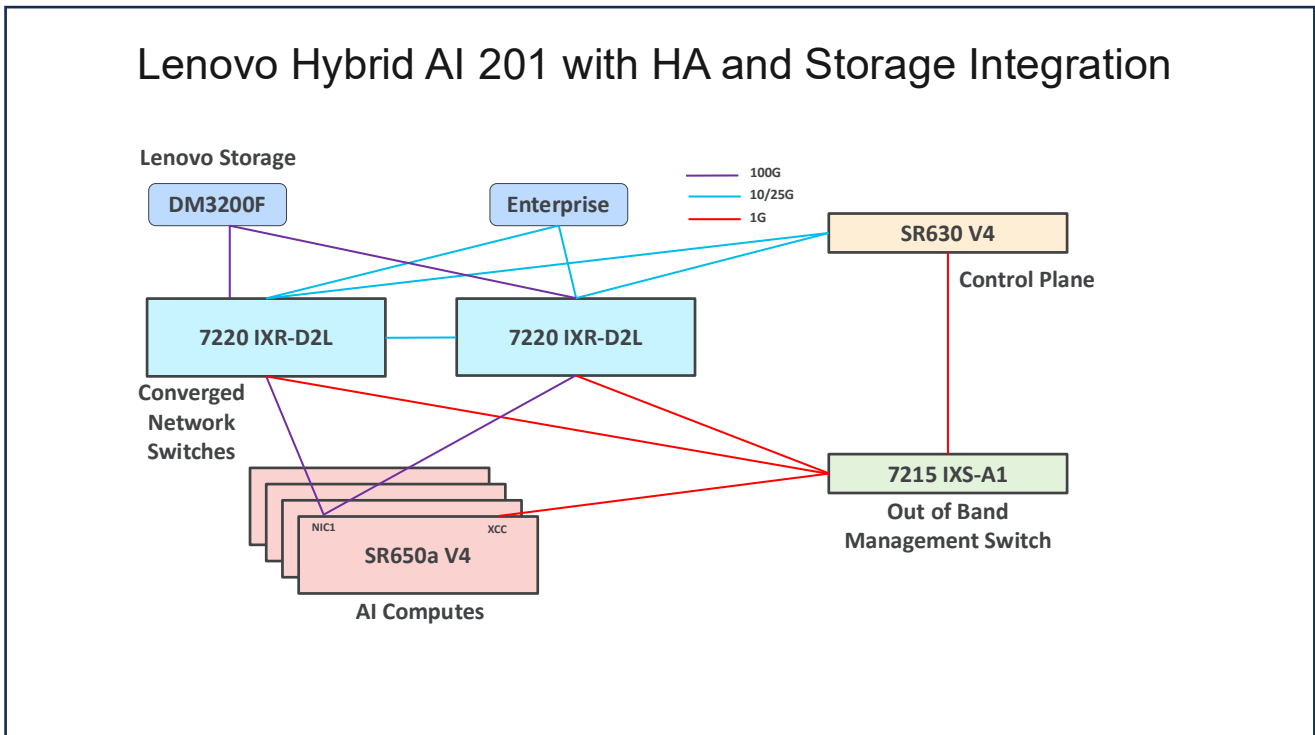 Lenovo Hybrid AI 201 with HA and Storage Integration
Lenovo Storage
DM3200F
Enterprise
100G
10/25G
1G
SR630 V4
Control Plane
7220 IXR-D2L
7220 IXR-D2L
Converged
Network
Switches
7215 IXS-A1
Out of Band
Management Switch
NIC1
XCC
SR650a V4
AI Computes